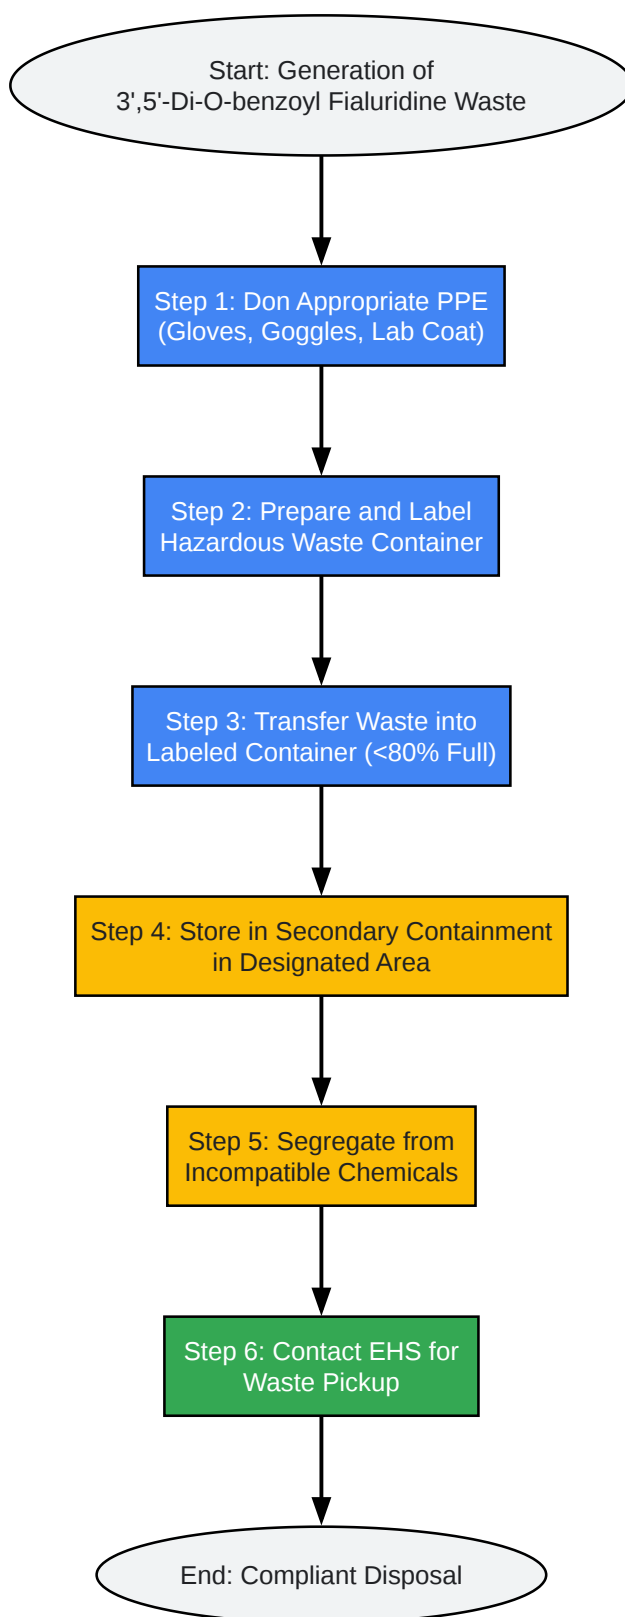 Start: Generation of
3',5'-Di-O-benzoyl Fialuridine Waste
Step 1: Don Appropriate PPE
(Gloves, Goggles, Lab Coat)
Step 2: Prepare and Label
Hazardous Waste Container
Step 3: Transfer Waste into
Labeled Container (<80% Full)
Step 4: Store in Secondary Containment
in Designated Area
Step 5: Segregate from
Incompatible Chemicals
Step 6: Contact EHS for
Waste Pickup
End: Compliant Disposal